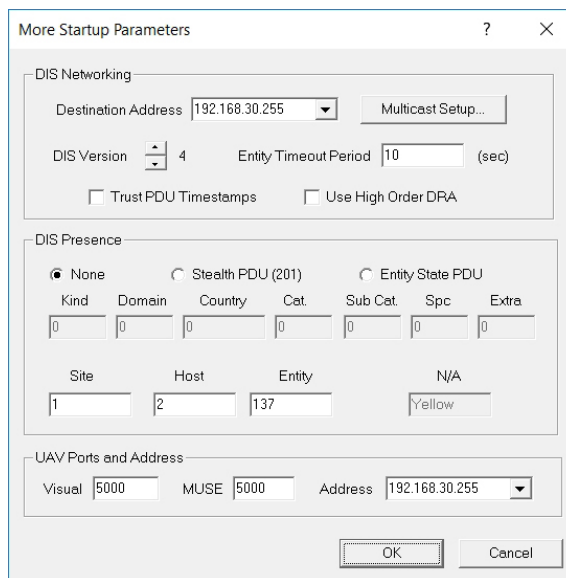 More Startup Parameters ?
DIS Networking
Destination Address 192.168.30.255 Multicast Setup...
DIS Version 4 Entity Timeout Period 10 (sec)
Trust PDU Timestamps Use High Order DRA
DIS Presence
None Stealth PDU (201) Entity State PDU
Kind Domain Country Cat. Sub Cat. Spc Extra
0 0 0 0 0 0 0
Site Host Entity N/A
1 2 137 Yellow
UAV Ports and Address
Visual 5000 MUSE 5000 Address 192.168.30.255
OK Cancel